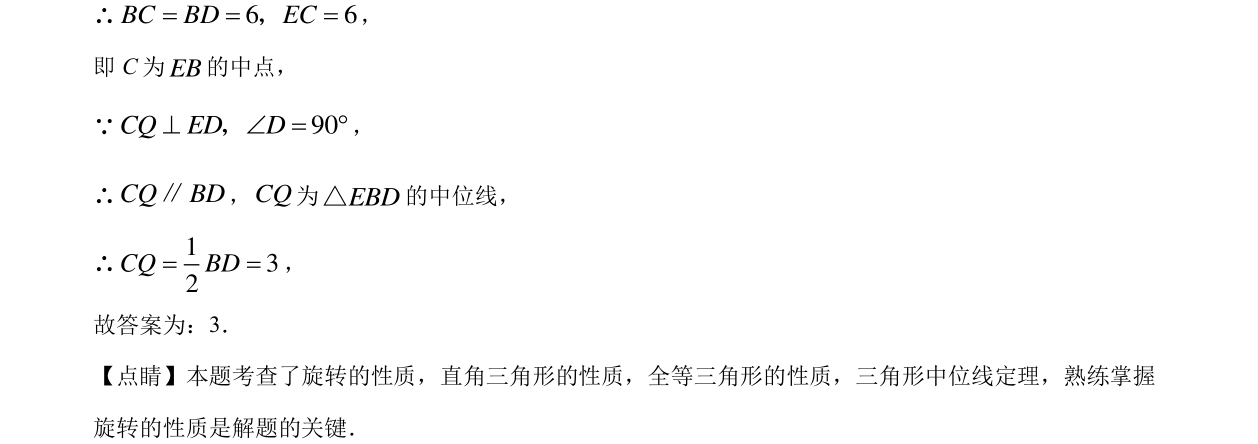 ∴BC=BD=6，EC=6，
即 C 为 EB 的中点，
∵CQ⊥ED，∠D=90°，
∴CQ∥BD，CQ 为△EBD 的中位线，
∴CQ=\frac{1}{2}BD=3，
故答案为：3．
【点睛】本题考查了旋转的性质，直角三角形的性质，全等三角形的性质，三角形中位线定理，熟练掌握
旋转的性质是解题的关键．